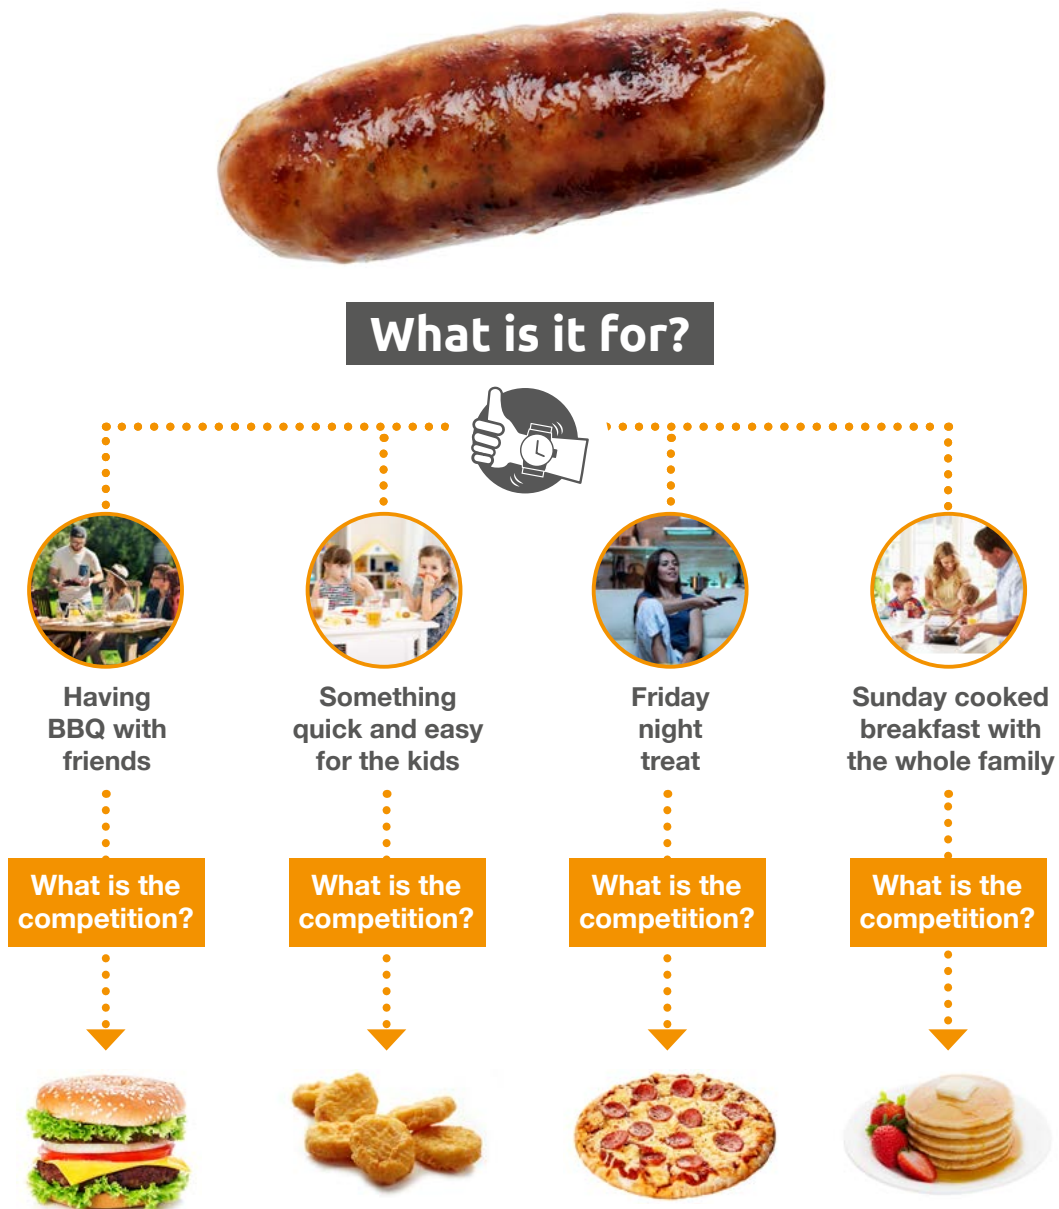 What is it for?
Having
BBQ with
friends
Something
quick and easy
for the kids
Friday
night
treat
Sunday cooked
breakfast with
the whole family
What is the
competition?
What is the
competition?
What is the
competition?
What is the
competition?